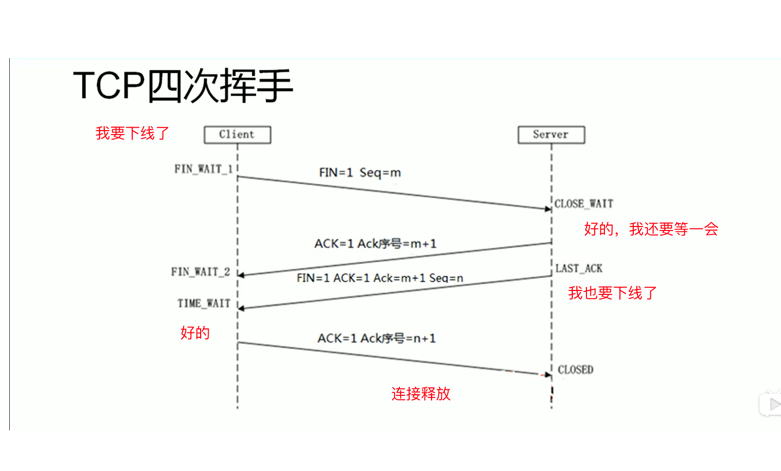 TCP四次挥手
我要下线了
Client
Server
FIN_WAIT_1
FIN=1 Seq=m
CLOSE_WAIT
好的，我还要等一会
ACK=1 Ack序号=m+1
FIN_WAIT_2
LAST_ACK
FIN=1 ACK=1 Ack=m+1 Seq=n
我也要下线了
TIME_WAIT
好的
ACK=1 Ack序号=n+1
CLOSED
连接释放